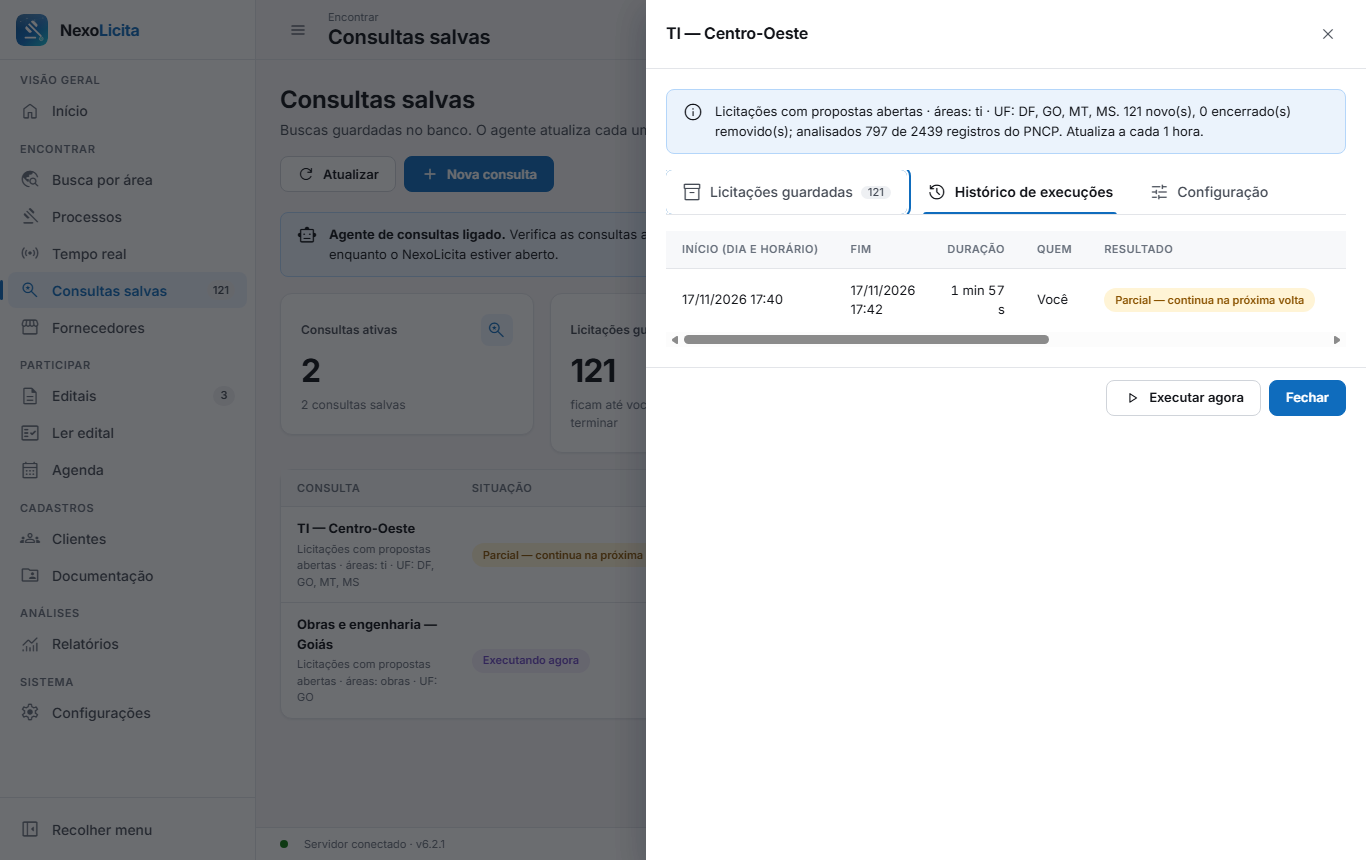 NexoLicita
VISÃO GERAL
Início
ENCONTRAR
Busca por área
Processos
Tempo real
Consultas salvas 121
Fornecedores
PARTICIPAR
Editais 3
Ler edital
Agenda
CADASTROS
Clientes
Documentação
ANÁLISES
Relatórios
SISTEMA
Configurações
Recolher menu
Encontrar
Consultas salvas
Consultas salvas
Buscas guardadas no banco. O agente atualiza cada um
Atualizar
Nova consulta
Agente de consultas ligado. Verifica as consultas a
enquanto o NexoLicita estiver aberto.
Consultas ativas
2
2 consultas salvas
Licitações gu
121
ficam até voc
terminar
CONSULTA SITUAÇÃO
TI — Centro-Oeste
Licitações com propostas
abertas · áreas: ti · UF: DF,
GO, MT, MS
Parcial — continua na próxima
Obras e engenharia —
Goiás
Licitações com propostas
abertas · áreas: obras · UF:
GO
Executando agora
Servidor conectado · v6.2.1
TI — Centro-Oeste
Licitações com propostas abertas · áreas: ti · UF: DF, GO, MT, MS. 121 novo(s), 0 encerrado(s)
removido(s); analisados 797 de 2439 registros do PNCP. Atualiza a cada 1 hora.
Licitações guardadas 121
Histórico de execuções
Configuração
INÍCIO (DIA E HORÁRIO) FIM DURAÇÃO QUEM RESULTADO
17/11/2026 17:40
17/11/2026
17:42
1 min 57
s
Você
Parcial — continua na próxima volta
Executar agora
Fechar